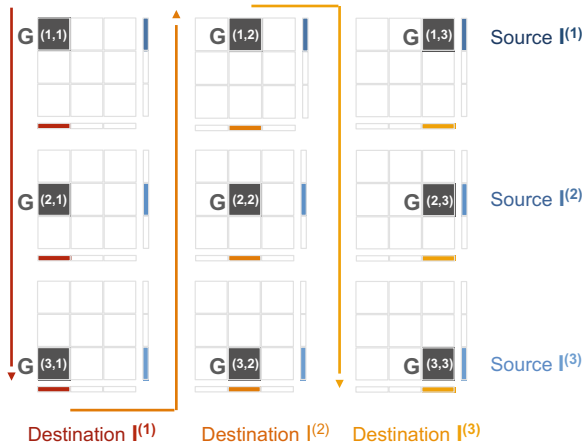 G (1,1) G (1,2) G (1,3) Source I(1)
G (2,1) G (2,2) G (2,3) Source I(2)
G (3,1) G (3,2) G (3,3) Source I(3)
Destination I(1) Destination I(2) Destination I(3)